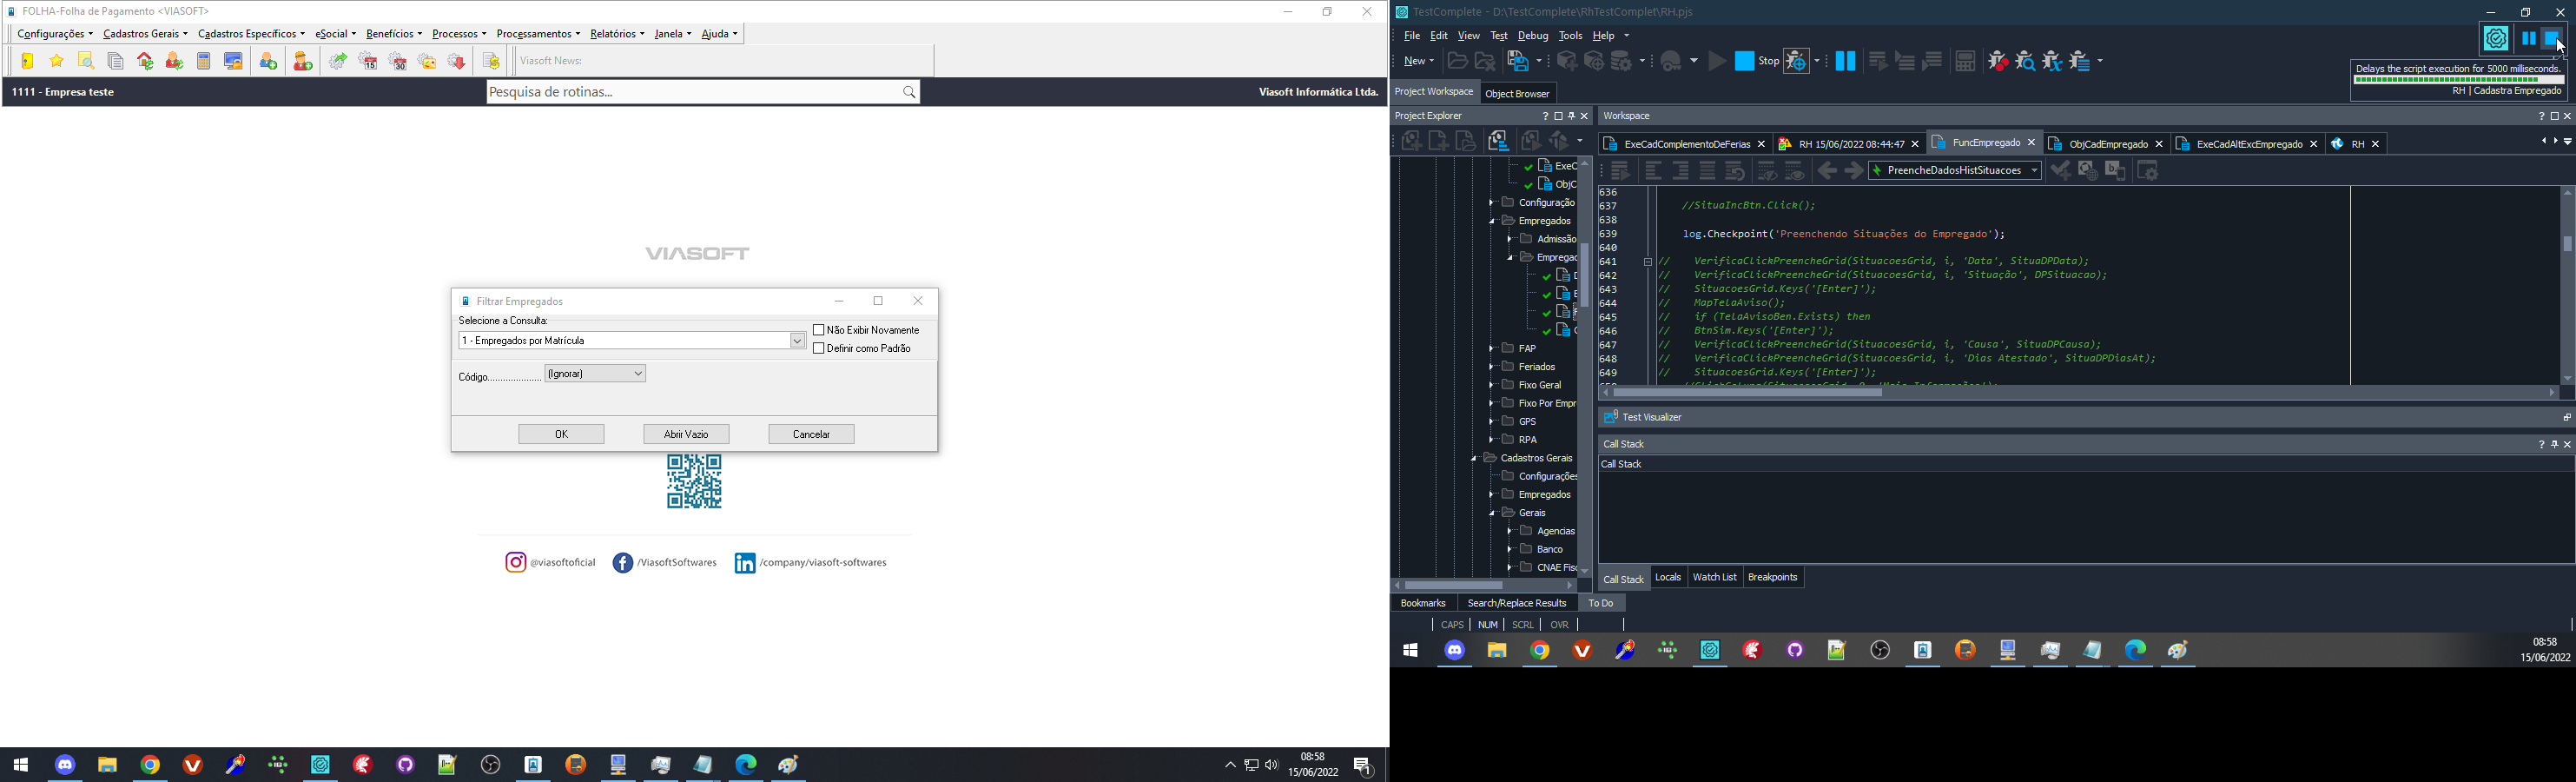 FOLHA-Folha de Pagamento <VIASOFT>
Configurações Cadastros Gerais Cadastros Específicos eSocial Benefícios Processos Processamentos Relatórios Janela Ajuda
Viasoft News:
1111 - Empresa teste
Pesquisa de rotinas...
Viasoft Informática Ltda.
VIASOFT
Filtrar Empregados
Selecione a Consulta:
1 - Empregados por Matrícula
Não Exibir Novamente
Definir como Padrão
Código.................... (Ignorar)
OK Abrir Vazio Cancelar
@viasoftoficial /ViasoftSoftwares /company/viasoft-softwares
08:58
15/06/2022
1
TestComplete - D:\TestComplete\RhTestComplet\RH.pjs
File Edit View Test Debug Tools Help
New Stop
Delays the script execution for 5000 milliseconds.
RH | Cadastra Empregado
Project Workspace Object Browser
Project Explorer
Workspace
ExeCadComplementoDeFerias RH 15/06/2022 08:44:47 FuncEmpregado ObjCadEmpregado ExeCadAltExcEmpregado RH
PreencheDadosHistSituacoes
ExeC
ObjC
Configuração
Empregados
Admissão
Empregac
FAP
Feriados
Fixo Geral
Fixo Por Empr
GPS
RPA
Cadastros Gerais
Configurações
Empregados
Gerais
Agencias
Banco
CNAE Fisc
636
637 //SituaIncBtn.Click();
638
639 log.Checkpoint('Preenchendo Situações do Empregado');
640
641 // VerificaClickPreencheGrid(SituacoesGrid, i, 'Data', SituaDPData);
642 // VerificaClickPreencheGrid(SituacoesGrid, i, 'Situação', DPSituacao);
643 // SituacoesGrid.Keys('[Enter]');
644 // MapTelaAviso();
645 // if (TelaAvisoBen.Exists) then
646 // BtnSim.Keys('[Enter]');
647 // VerificaClickPreencheGrid(SituacoesGrid, i, 'Causa', SituaDPCausa);
648 // VerificaClickPreencheGrid(SituacoesGrid, i, 'Dias Atestado', SituaDPDiasAt);
649 // SituacoesGrid.Keys('[Enter]');
Test Visualizer
Call Stack
Call Stack
Call Stack Locals Watch List Breakpoints
Bookmarks Search/Replace Results To Do
CAPS NUM SCRL OVR
08:58
15/06/2022